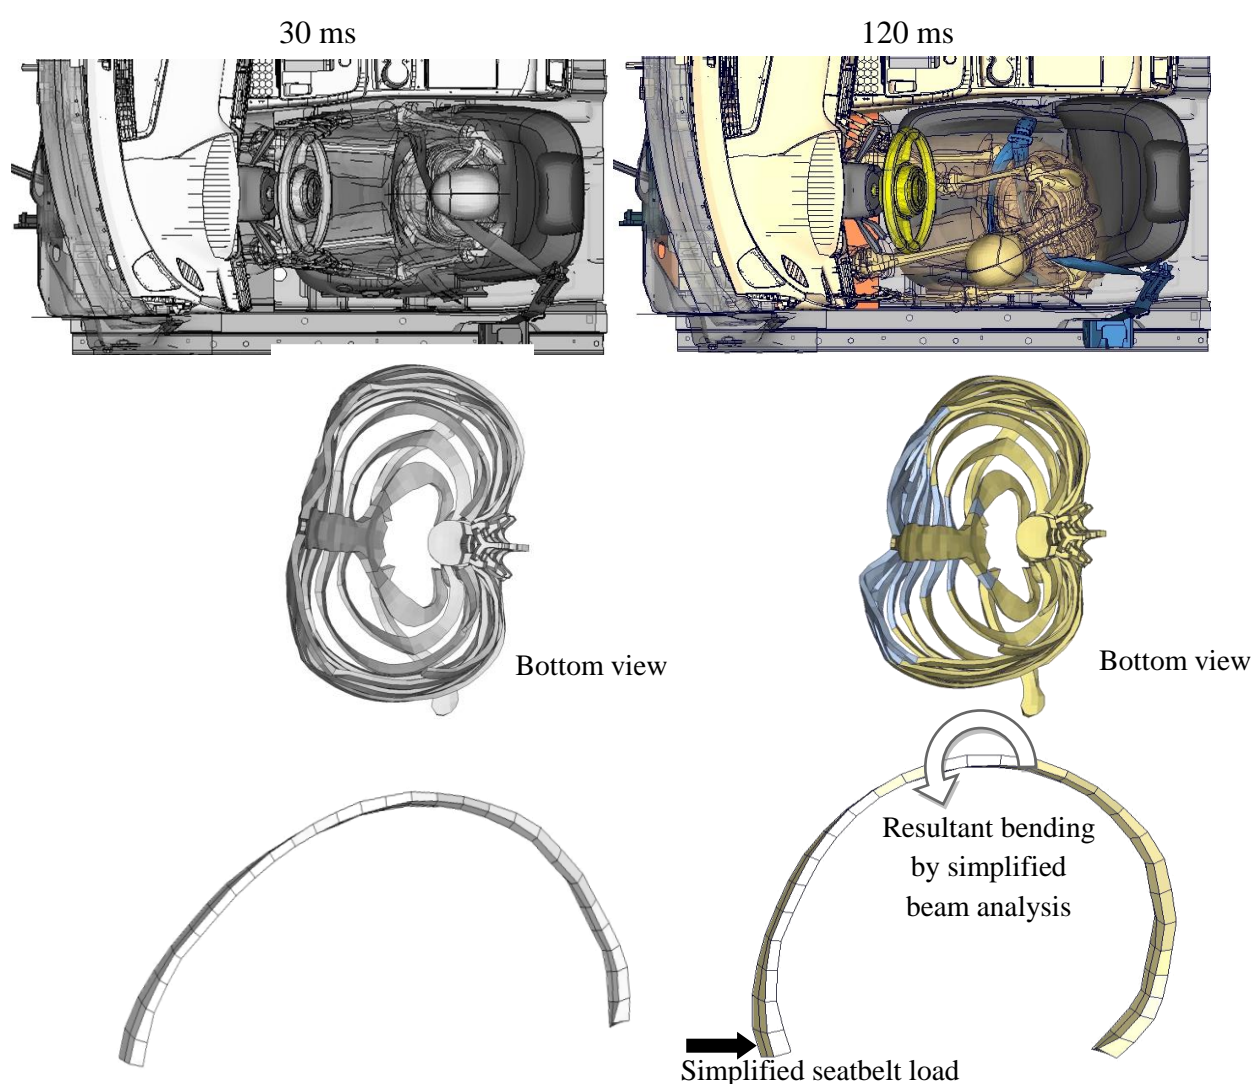 30 ms
120 ms
Bottom view
Bottom view
Resultant bending
by simplified
beam analysis
Simplified seatbelt load